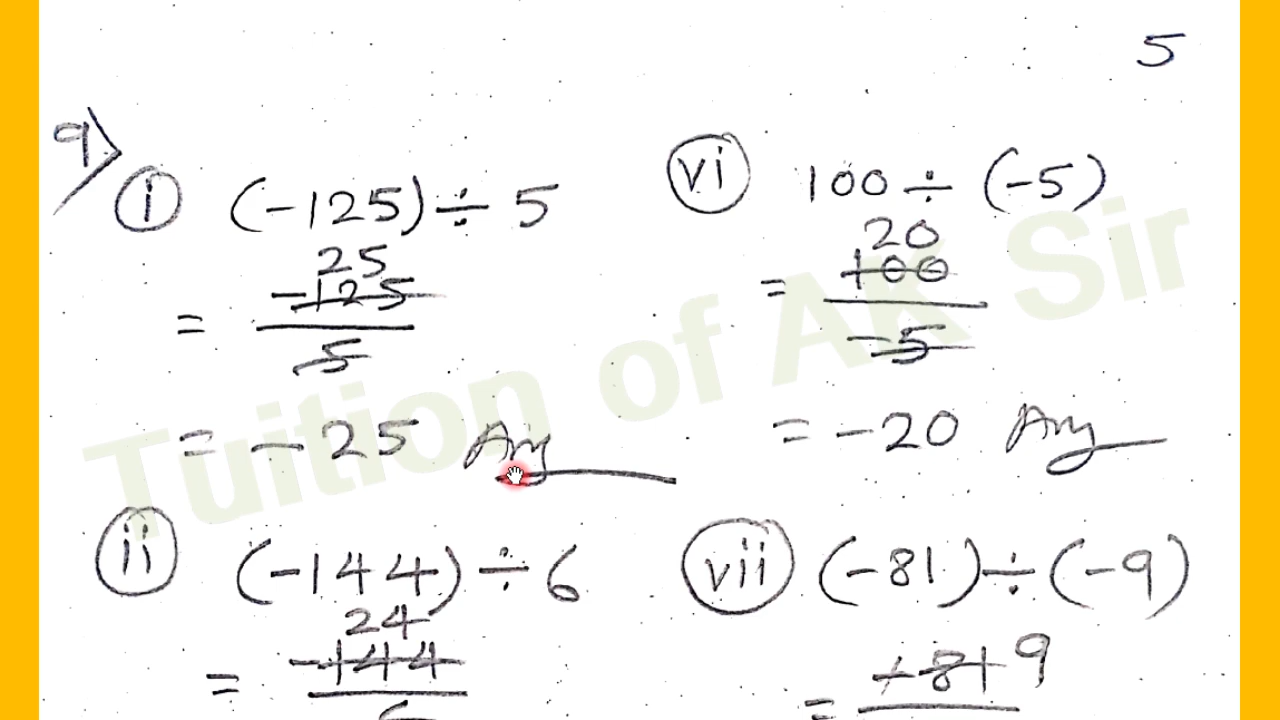 5
9>
(i) (-125) ÷ 5
25
= -125/5
= -25 Ans
(ii) (-144) ÷ 6
24
= -144/6
(vi) 100 ÷ (-5)
20
= 100/-5
= -20 Ans
(vii) (-81) ÷ (-9)
= -81 9
Tuition of AK Sir